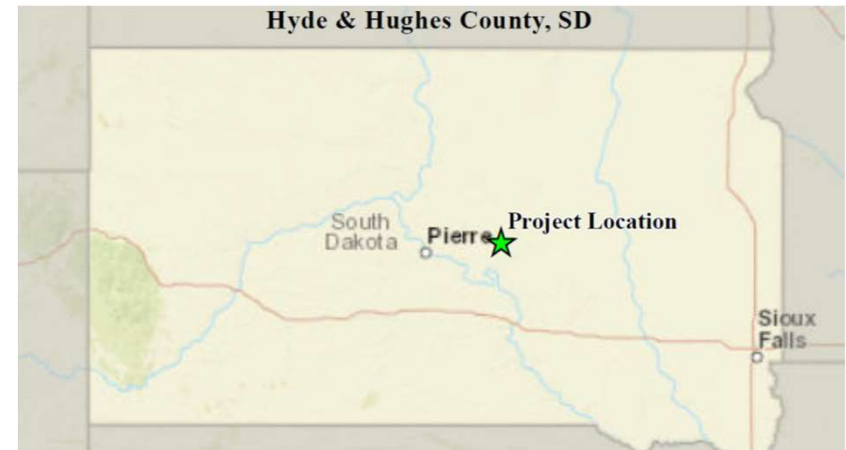 Hyde & Hughes County, SD
Project Location
South
Dakota
Pierre
Sioux
Falls